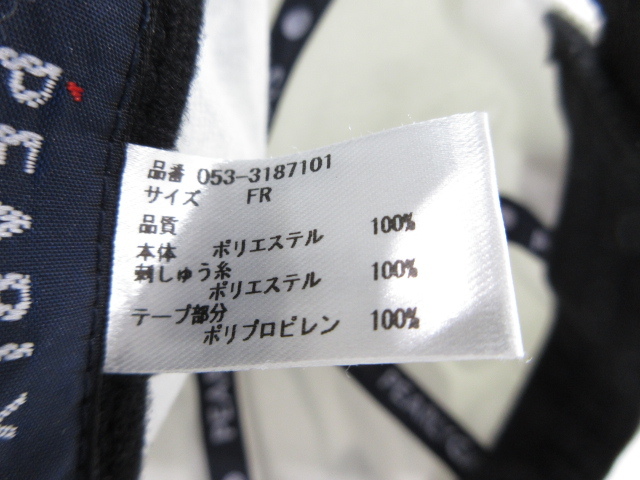 品番 053-3187101
サイズ FR
品質
本体 ポリエステル 100%
刺しゅう糸
ポリエステル 100%
テープ部分
ポリプロピレン 100%
PEARL